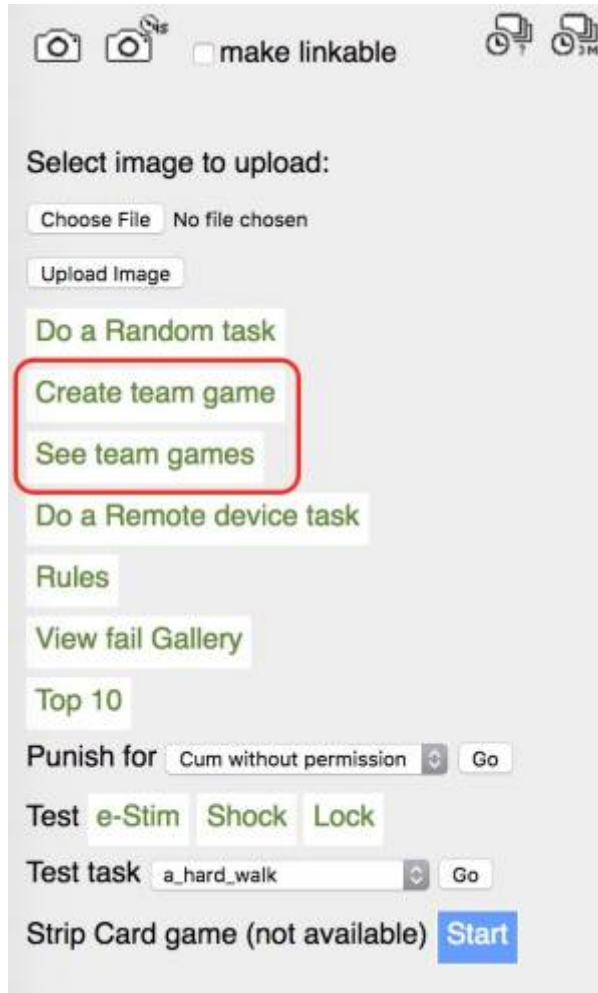 4s
make linkable
?
3M
Select image to upload:
Choose File No file chosen
Upload Image
Do a Random task
Create team game
See team games
Do a Remote device task
Rules
View fail Gallery
Top 10
Punish for Cum without permission Go
Test e-Stim Shock Lock
Test task a_hard_walk Go
Strip Card game (not available) Start